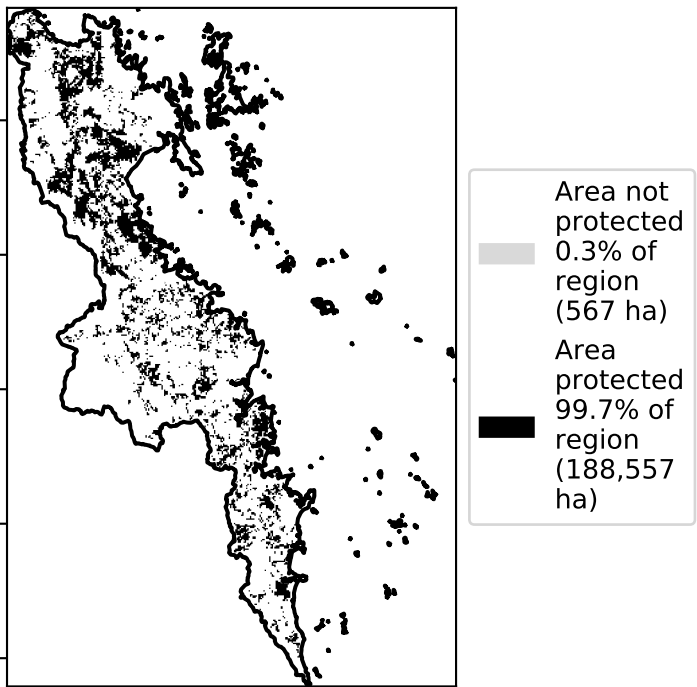 Area not
protected
0.3% of
region
(567 ha)
Area
protected
99.7% of
region
(188,557
ha)